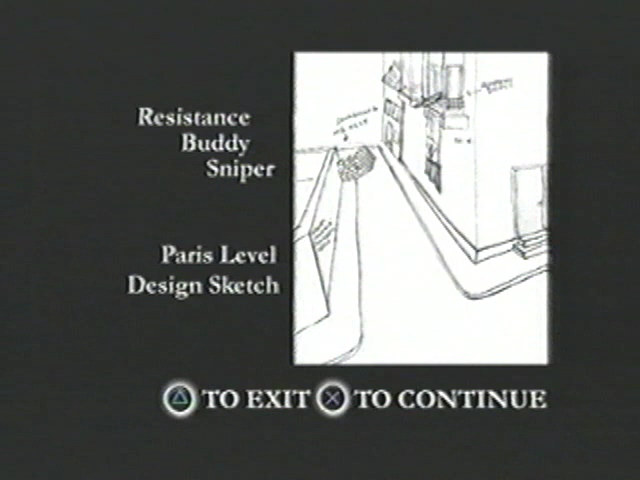 Resistance
Buddy
Sniper
Paris Level
Design Sketch
TO EXIT TO CONTINUE